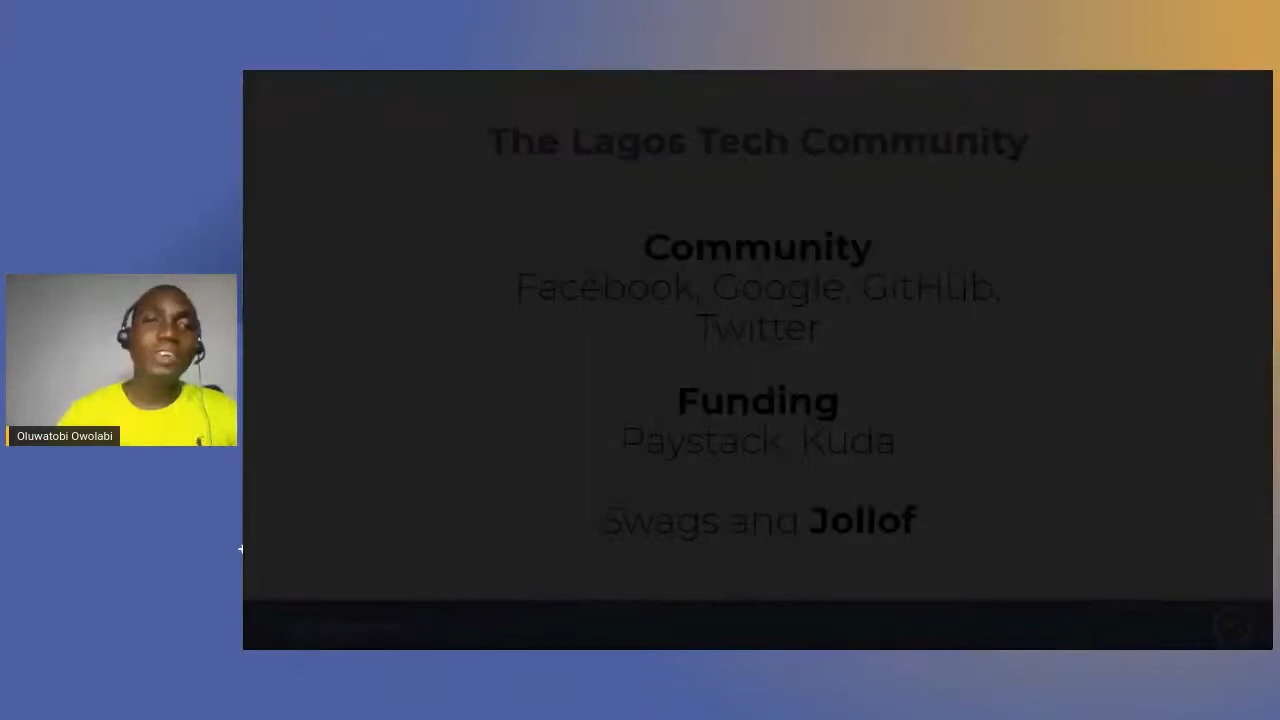 The Lagos Tech Community
Community
Facebook, Google, GitHub,
Twitter
Funding
Paystack, Kuda
Swags and Jollof
Oluwatobi Owolabi